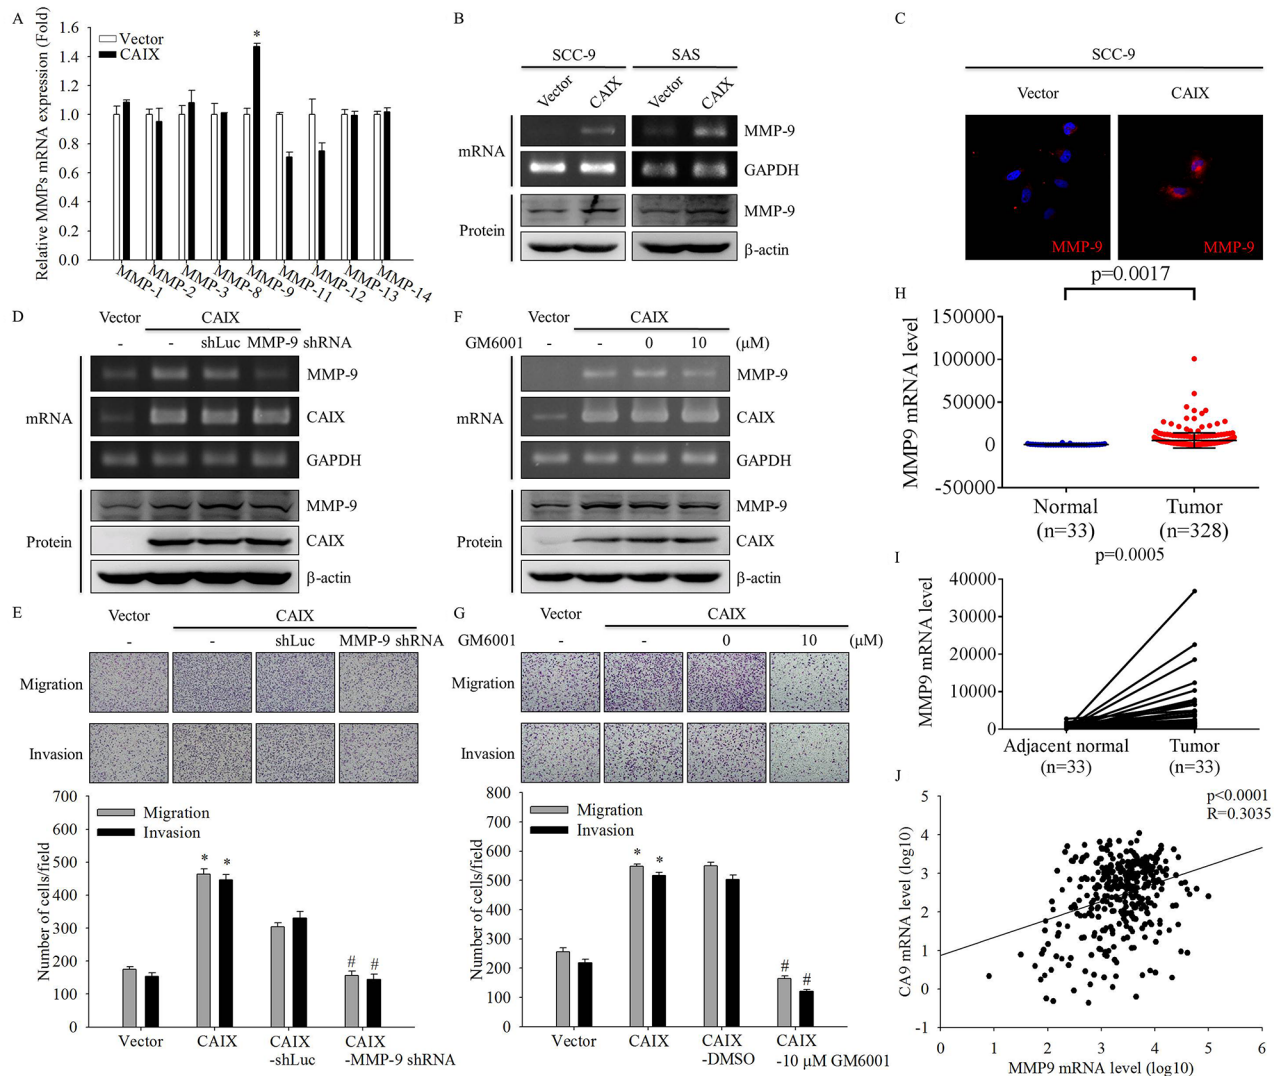 A
Relative MMPs mRNA expression (Fold)
1.6
1.4
1.2
1.0
0.8
0.6
0.4
0.2
0.0
Vector
CAIX
*
MMP-1
MMP-2
MMP-3
MMP-8
MMP-9
MMP-11
MMP-12
MMP-13
MMP-14
B
SCC-9 SAS
Vector CAIX Vector CAIX
mRNA
MMP-9
GAPDH
Protein
MMP-9
β-actin
C
SCC-9
Vector CAIX
MMP-9 MMP-9
D
Vector CAIX
- - shLuc MMP-9 shRNA
mRNA
MMP-9
CAIX
GAPDH
Protein
MMP-9
CAIX
β-actin
F
Vector CAIX
GM6001 - - 0 10 (μM)
mRNA
MMP-9
CAIX
GAPDH
Protein
MMP-9
CAIX
β-actin
H
p=0.0017
MMP9 mRNA level
150000
100000
50000
0
-50000
Normal Tumor
(n=33) (n=328)
I
p=0.0005
MMP9 mRNA level
40000
30000
20000
10000
0
Adjacent normal Tumor
(n=33) (n=33)
E
Vector CAIX
- - shLuc MMP-9 shRNA
Migration
Invasion
Number of cells/field
700
600
500
400
300
200
100
0
Migration
Invasion
* *
# #
Vector CAIX CAIX CAIX
-shLuc -MMP-9 shRNA
G
Vector CAIX
GM6001 - - 0 10 (μM)
Migration
Invasion
Number of cells/field
800
700
600
500
400
300
200
100
0
Migration
Invasion
* *
# #
Vector CAIX CAIX CAIX
-DMSO -10 μM GM6001
J
p<0.0001
R=0.3035
CA9 mRNA level (log10)
5
4
3
2
1
0
-1
0 1 2 3 4 5 6
MMP9 mRNA level (log10)